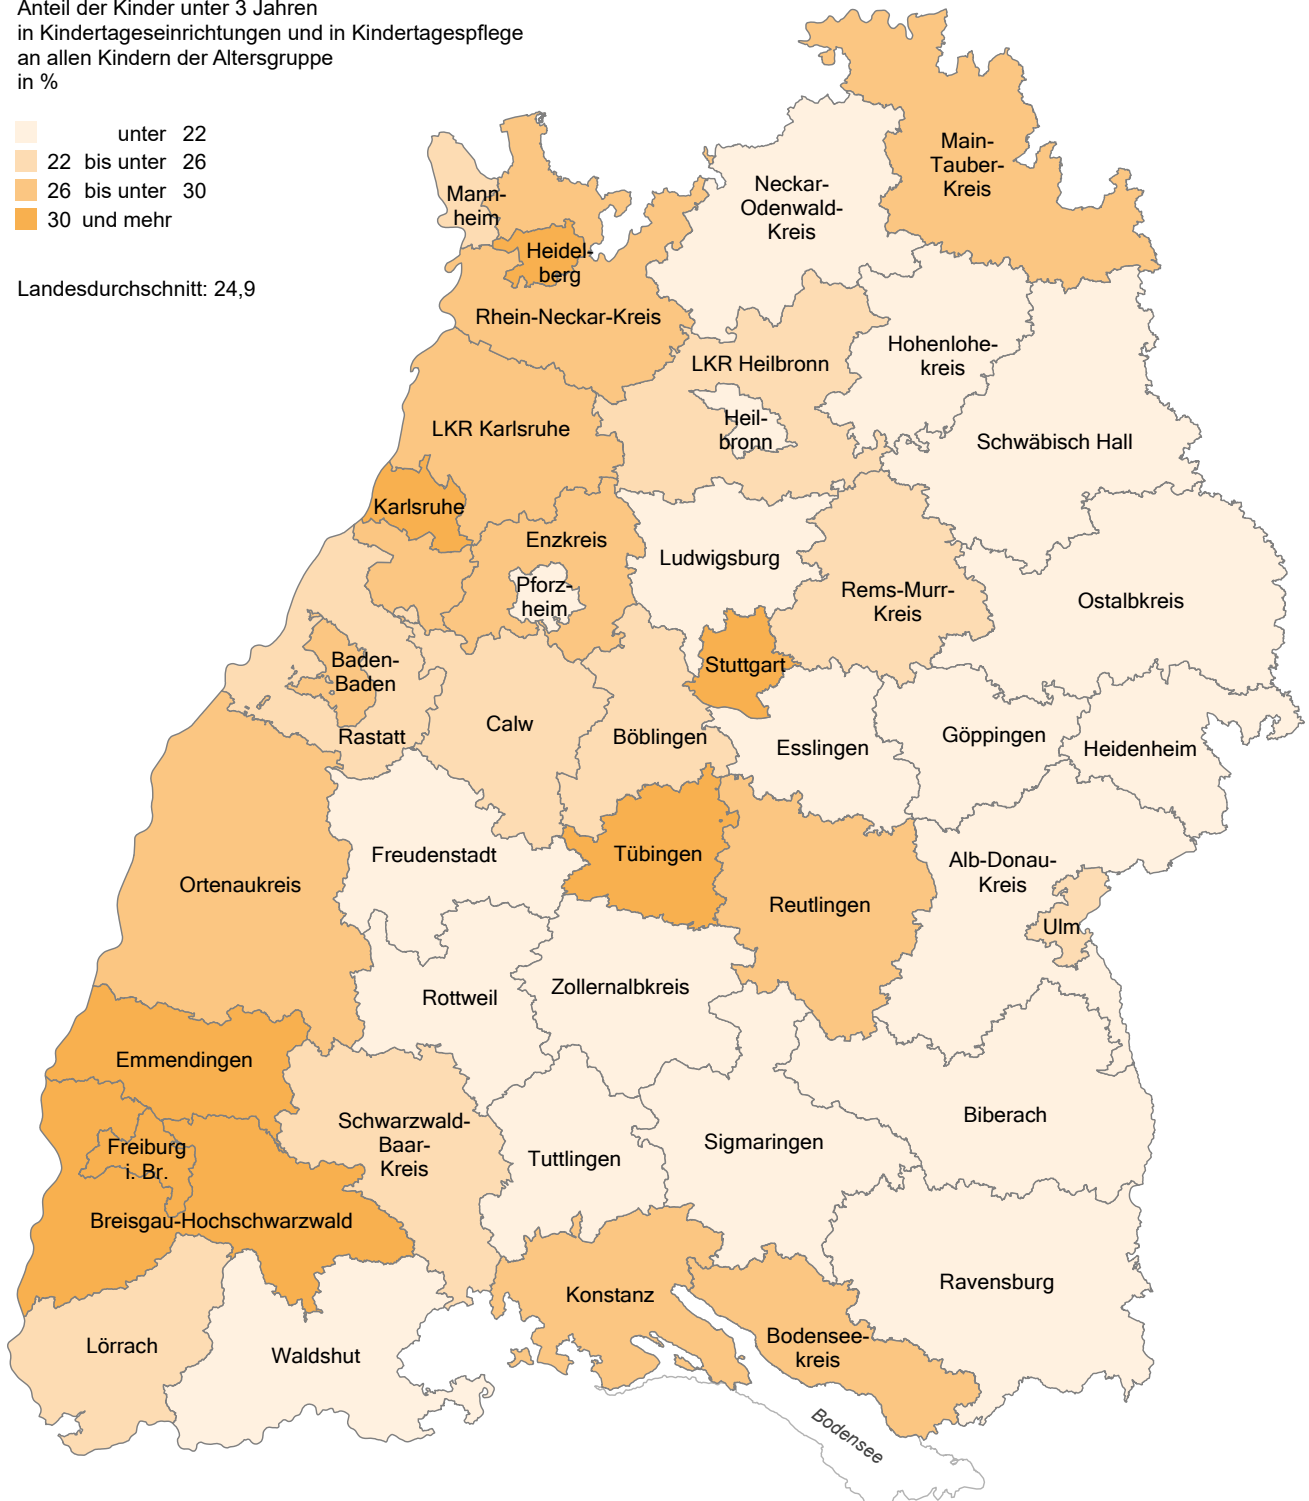 Anteil der Kinder unter 3 Jahren
in Kindertageseinrichtungen und in Kindertagespflege
an allen Kindern der Altersgruppe
in %
unter 22
22 bis unter 26
26 bis unter 30
30 und mehr
Landesdurchschnitt: 24,9
Main-
Tauber-
Kreis
Neckar-
Odenwald-
Kreis
Mann-
heim
Heidel-
berg
Rhein-Neckar-Kreis
Hohenlohe-
kreis
LKR Heilbronn
Heil-
bronn
LKR Karlsruhe
Schwäbisch Hall
Karlsruhe
Enzkreis
Ludwigsburg
Pforz-
heim
Rems-Murr-
Kreis
Ostalbkreis
Baden-
Baden
Stuttgart
Rastatt
Calw
Böblingen
Esslingen
Göppingen
Heidenheim
Freudenstadt
Tübingen
Alb-Donau-
Kreis
Ortenaukreis
Reutlingen
Ulm
Rottweil
Zollernalbkreis
Emmendingen
Schwarzwald-
Baar-
Kreis
Biberach
Freiburg
i. Br.
Tuttlingen
Sigmaringen
Breisgau-Hochschwarzwald
Konstanz
Ravensburg
Lörrach
Waldshut
Bodensee-
kreis
Bodensee